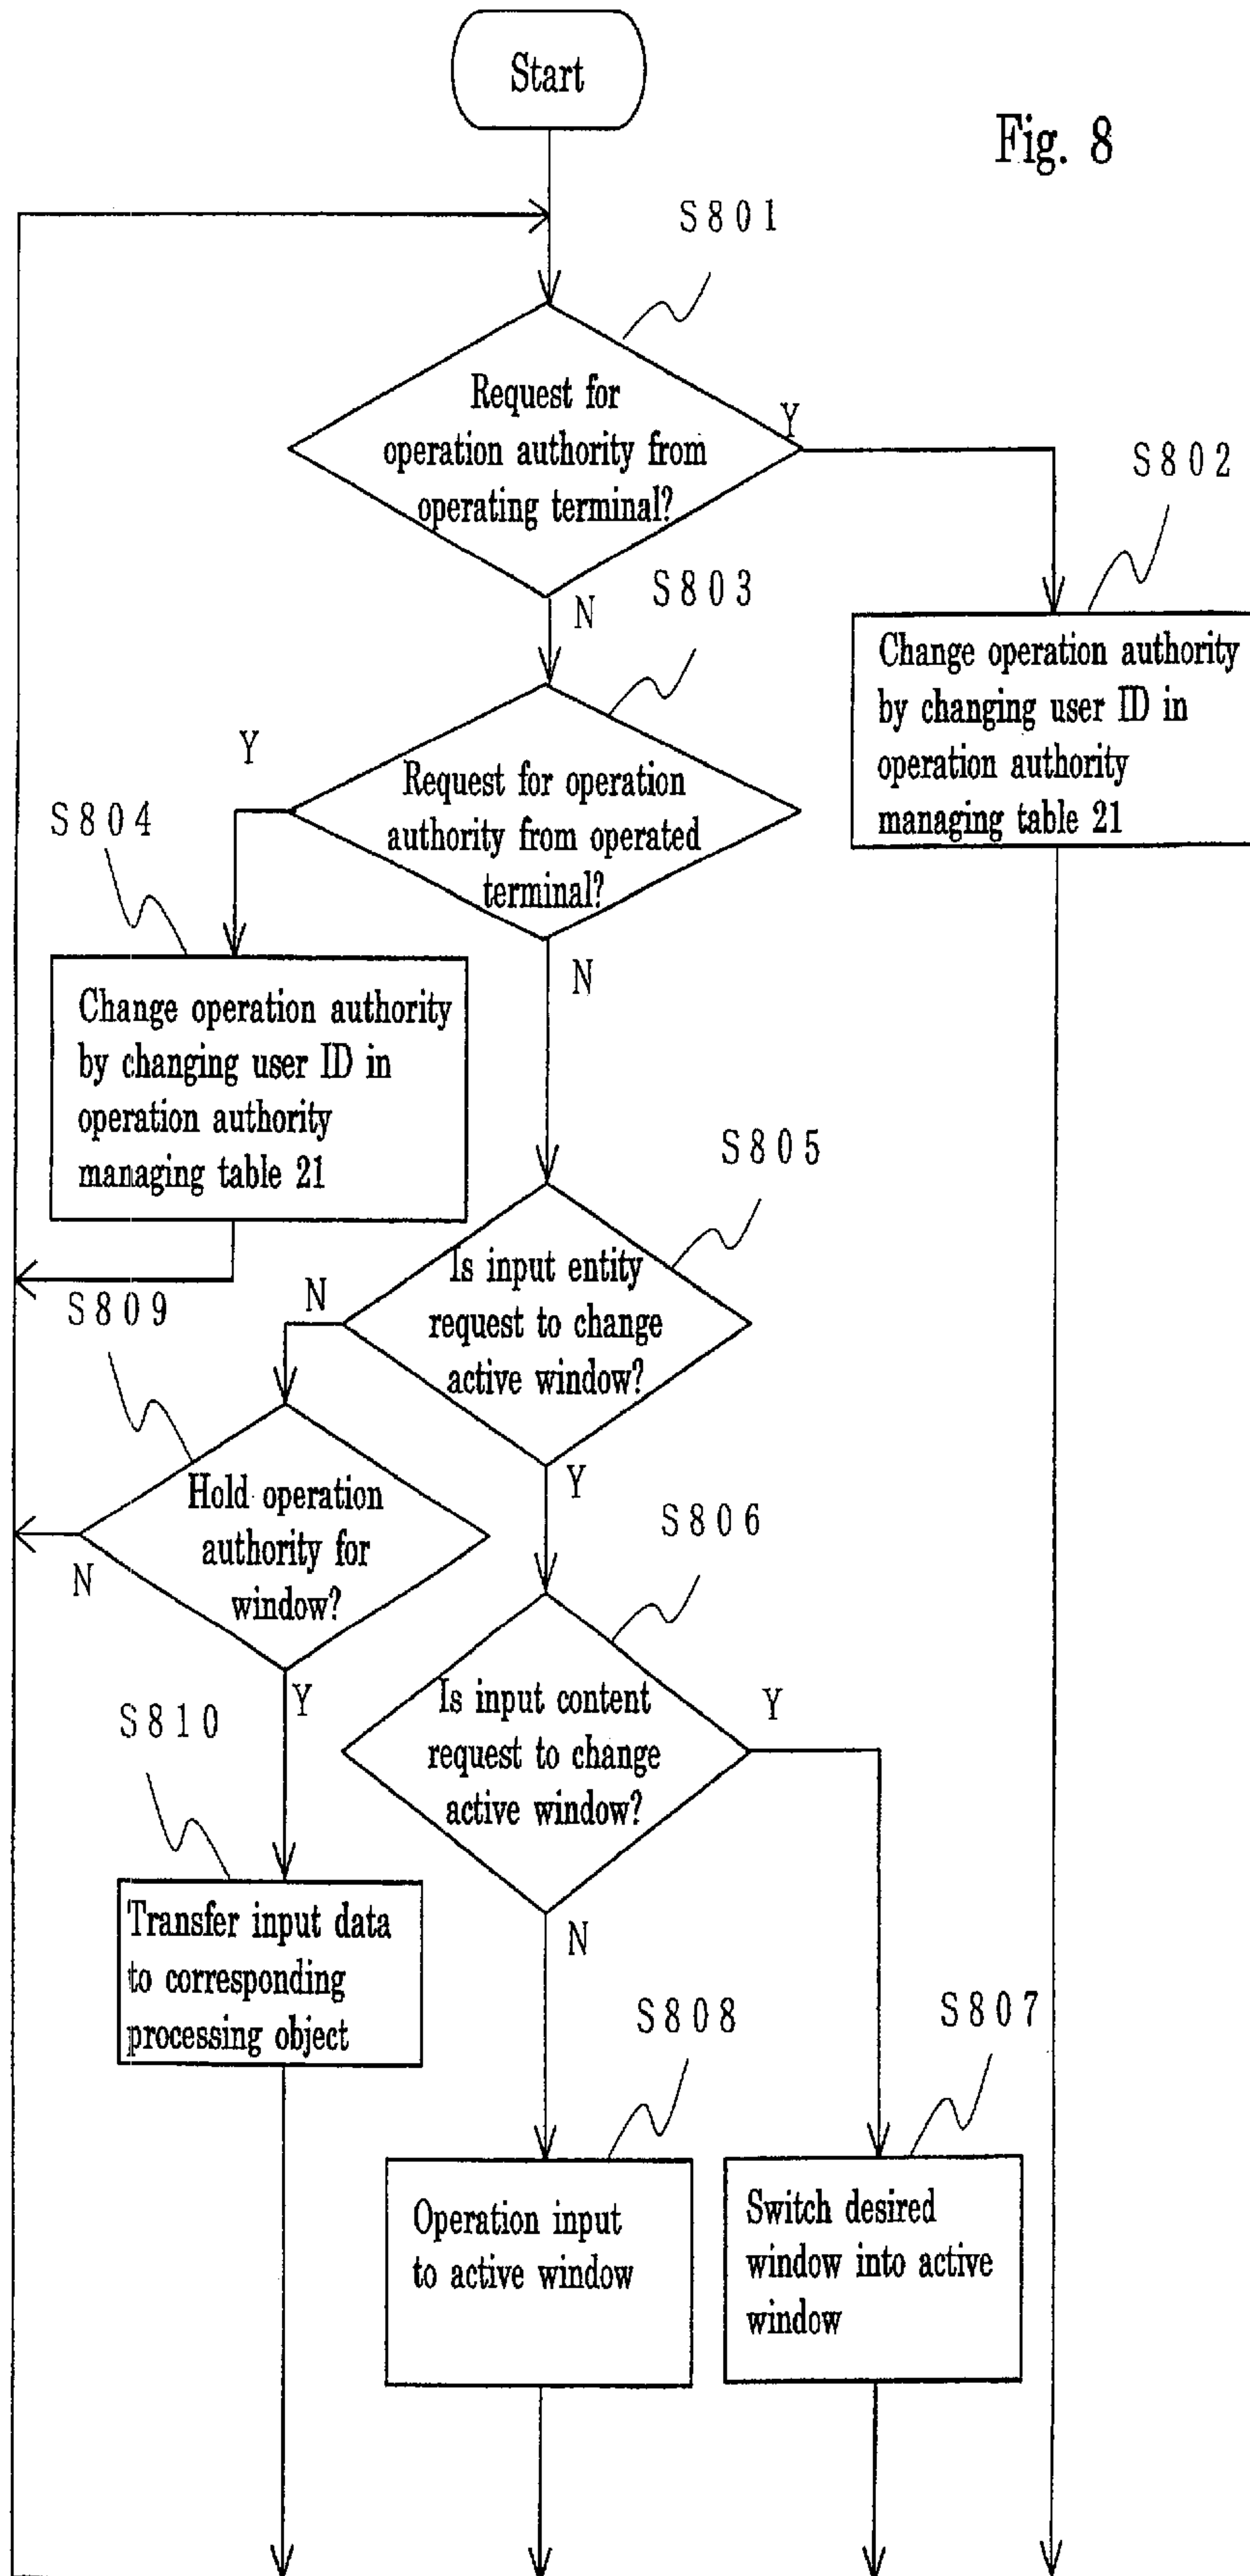 Start
Fig. 8
S801
Request for
operation authority from
operating terminal?
Y
N
S802
Change operation authority
by changing user ID in
operation authority
managing table 21
S803
Request for operation
authority from operated
terminal?
Y
N
S804
Change operation authority
by changing user ID in
operation authority
managing table 21
S805
Is input entity
request to change
active window?
N
Y
S809
Hold operation
authority for
window?
N
Y
S806
Is input content
request to change
active window?
Y
N
S810
Transfer input data
to corresponding
processing object
S808
Operation input
to active window
S807
Switch desired
window into active
window